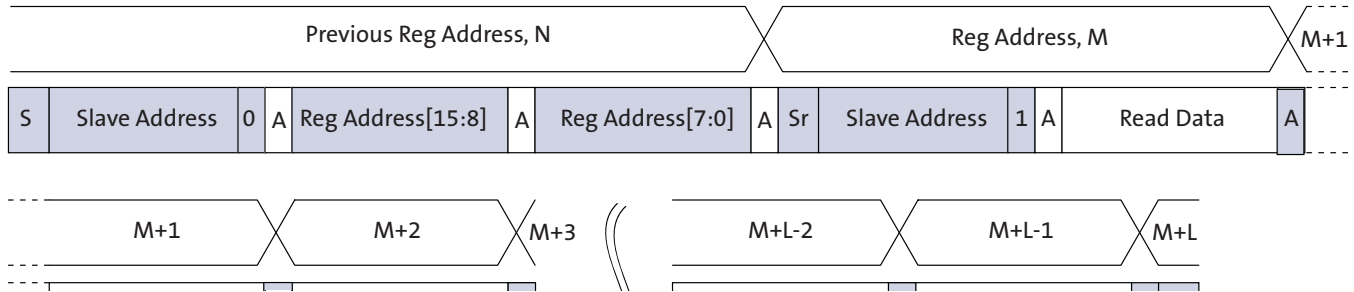 Previous Reg Address, N Reg Address, M M+1
S Slave Address 0 A Reg Address[15:8] A Reg Address[7:0] A Sr Slave Address 1 A Read Data A
M+1 M+2 M+3 M+L-2 M+L-1 M+L